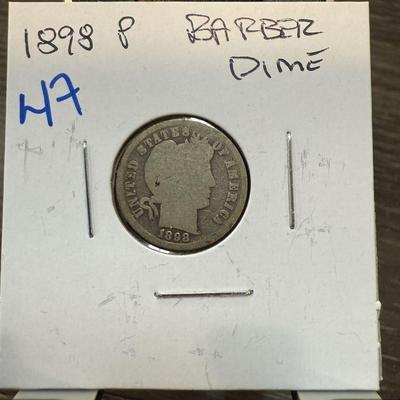 1898 P BARBER
DIME
47
UNITED STATES OF AMERICA
1898